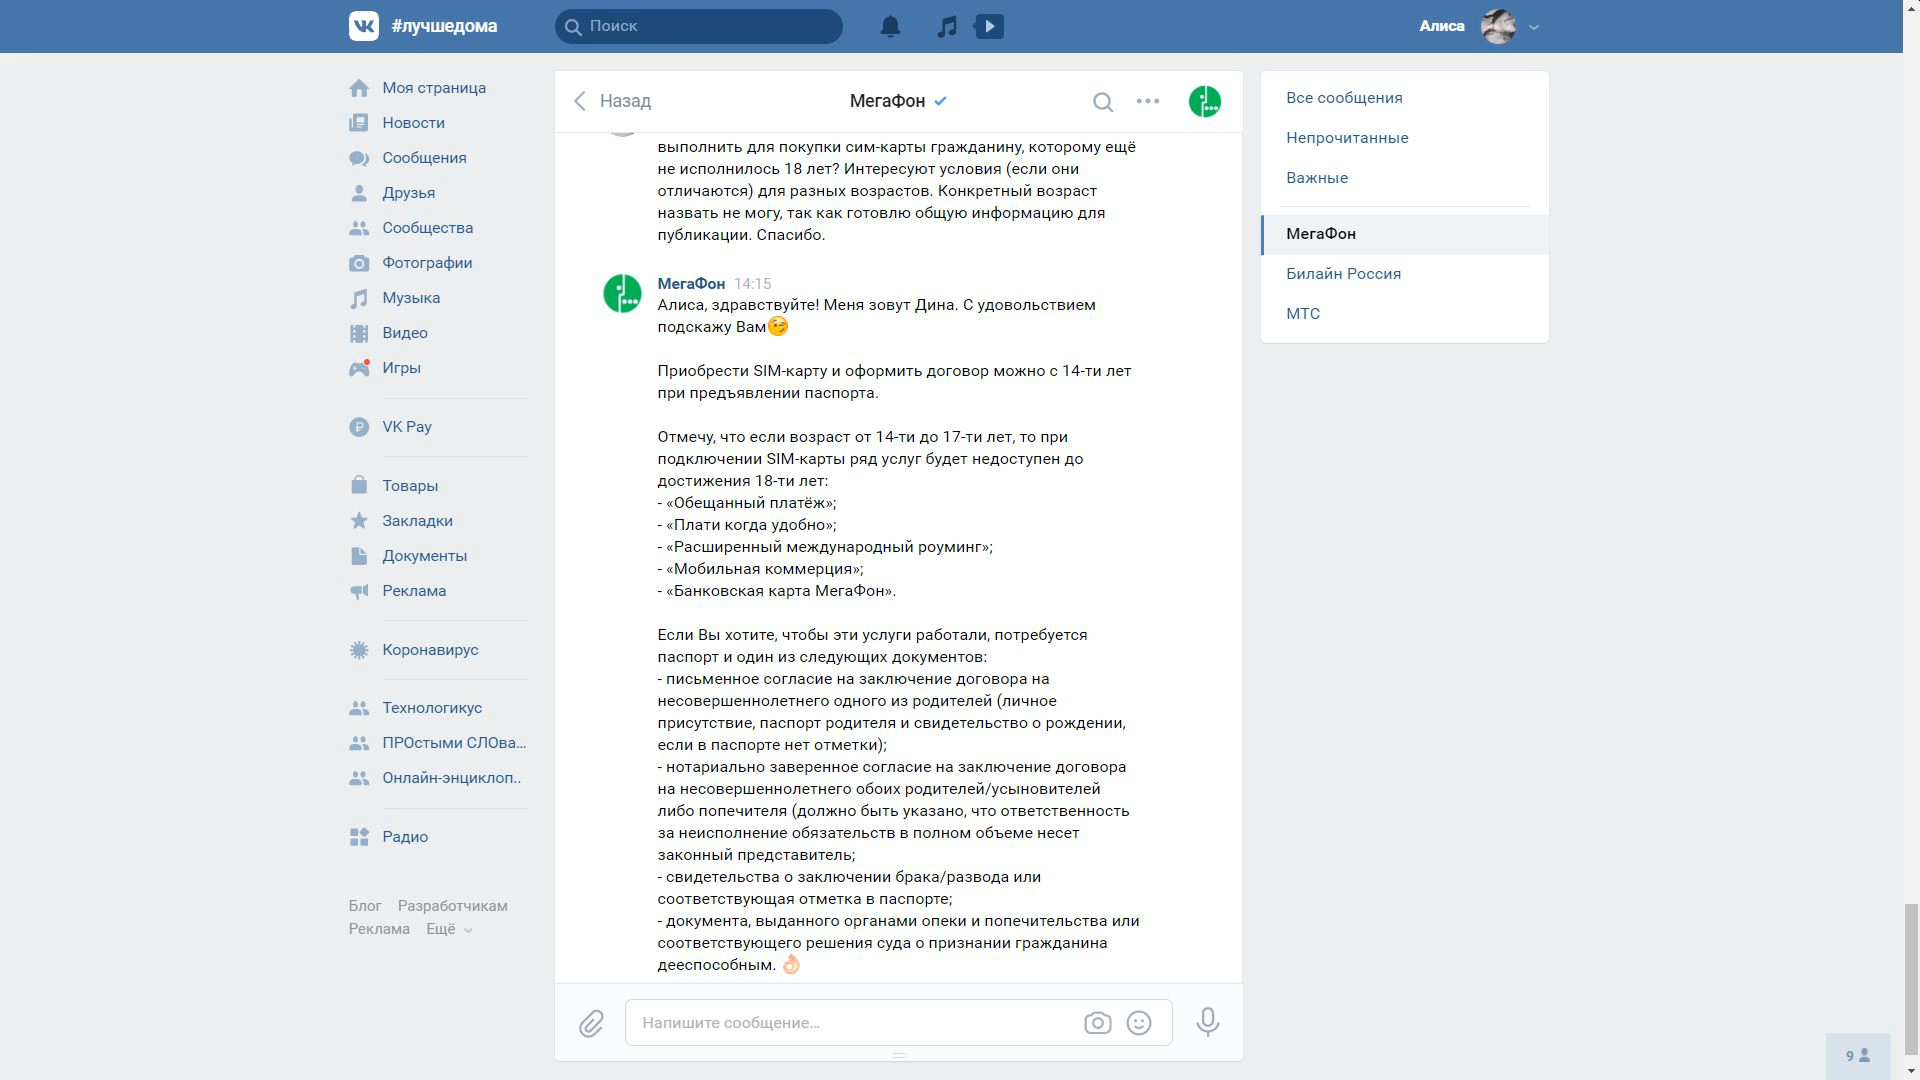 #лучшедома
Поиск
Алиса
Моя страница
Новости
Сообщения
Друзья
Сообщества
Фотографии
Музыка
Видео
Игры
VK Pay
Товары
Закладки
Документы
Реклама
Коронавирус
Технологикус
ПРОстыми СЛОва...
Онлайн-энциклоп..
Радио
Блог Разработчикам
Реклама Ещё
Назад
МегаФон
выполнить для покупки сим-карты гражданину, которому ещё
не исполнилось 18 лет? Интересуют условия (если они
отличаются) для разных возрастов. Конкретный возраст
назвать не могу, так как готовлю общую информацию для
публикации. Спасибо.
МегаФон 14:15
Алиса, здравствуйте! Меня зовут Дина. С удовольствием
подскажу Вам😉
Приобрести SIM-карту и оформить договор можно с 14-ти лет
при предъявлении паспорта.
Отмечу, что если возраст от 14-ти до 17-ти лет, то при
подключении SIM-карты ряд услуг будет недоступен до
достижения 18-ти лет:
- «Обещанный платёж»;
- «Плати когда удобно»;
- «Расширенный международный роуминг»;
- «Мобильная коммерция»;
- «Банковская карта МегаФон».
Если Вы хотите, чтобы эти услуги работали, потребуется
паспорт и один из следующих документов:
- письменное согласие на заключение договора на
несовершеннолетнего одного из родителей (личное
присутствие, паспорт родителя и свидетельство о рождении,
если в паспорте нет отметки);
- нотариально заверенное согласие на заключение договора
на несовершеннолетнего обоих родителей/усыновителей
либо попечителя (должно быть указано, что ответственность
за неисполнение обязательств в полном объеме несет
законный представитель;
- свидетельства о заключении брака/развода или
соответствующая отметка в паспорте;
- документа, выданного органами опеки и попечительства или
соответствующего решения суда о признании гражданина
дееспособным. 👌🏻
Напишите сообщение...
Все сообщения
Непрочитанные
Важные
МегаФон
Билайн Россия
МТС
9